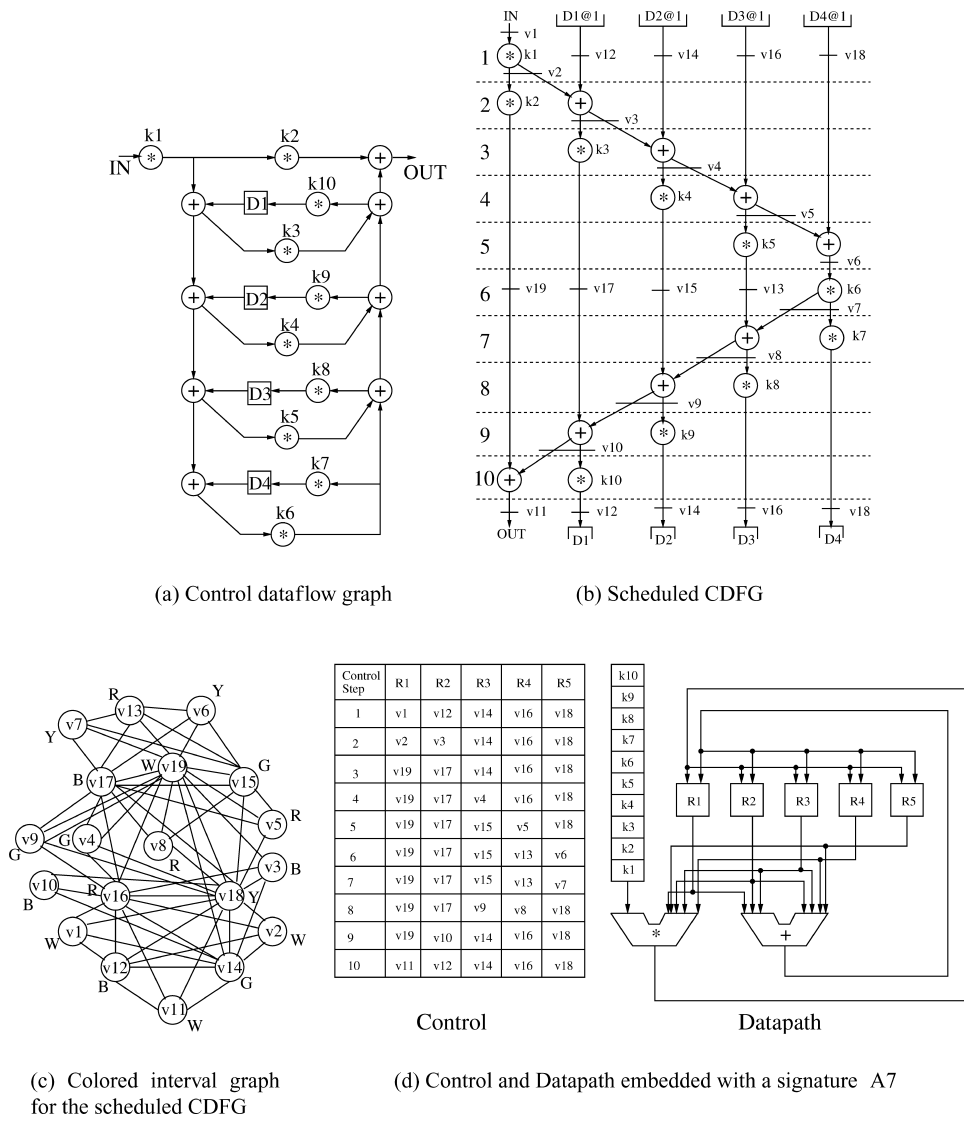 k1
k2
IN
OUT
k10
D1
k3
k9
D2
k4
k8
D3
k5
k7
D4
k6
(a) Control dataflow graph
IN D1@1 D2@1 D3@1 D4@1
v1
1 * k1 v12 v14 v16 v18
v2
2 * k2 +
v3
3 * k3 +
v4
4 * k4 +
v5
5 * k5 +
v6
6 v19 v17 v15 v13 * k6
v7
7 + * k7
v8
8 + * k8
v9
9 + * k9
v10
10 + * k10
v11 v12 v14 v16 v18
OUT D1 D2 D3 D4
(b) Scheduled CDFG
R Y
v13 v6
v7
Y
W v19 G
B v17 v15
v5 R
v9 G v4 v8
G R
v3 B
v10 R v16 v18 Y
B
v1 v2
W W
v12 v14
B G
v11 W
(c) Colored interval graph
for the scheduled CDFG
Control Step R1 R2 R3 R4 R5
1 v1 v12 v14 v16 v18
2 v2 v3 v14 v16 v18
3 v19 v17 v14 v16 v18
4 v19 v17 v4 v16 v18
5 v19 v17 v15 v5 v18
6 v19 v17 v15 v13 v6
7 v19 v17 v15 v13 v7
8 v19 v17 v9 v8 v18
9 v19 v10 v14 v16 v18
10 v11 v12 v14 v16 v18
Control
k10
k9
k8
k7
k6
k5
k4
k3
k2
k1
R1 R2 R3 R4 R5
* +
Datapath
(d) Control and Datapath embedded with a signature A7